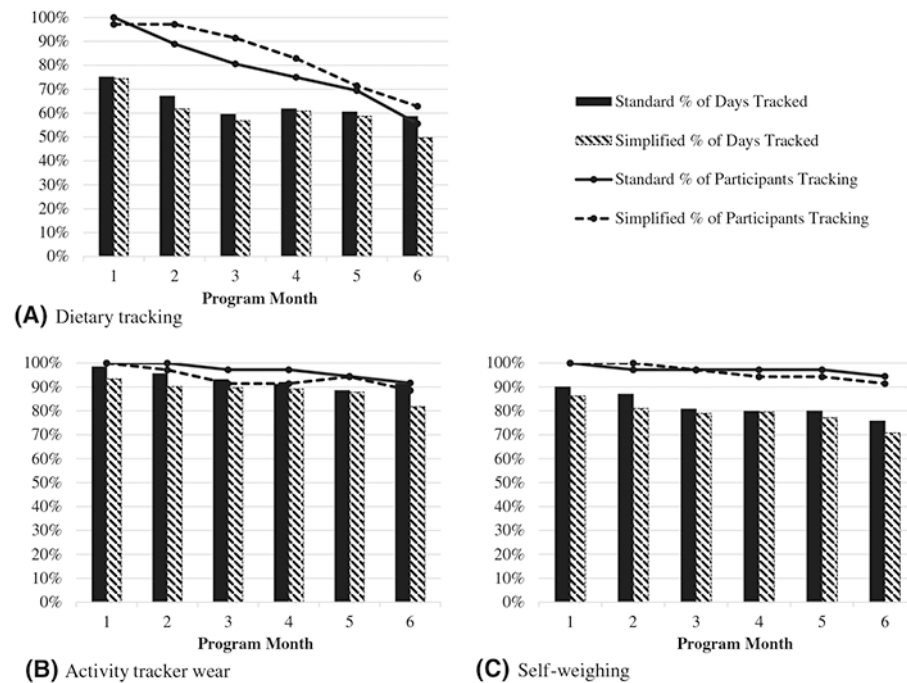 100%
90%
80%
70%
60%
50%
40%
30%
20%
10%
0%
1 2 3 4 5 6
Program Month
(A) Dietary tracking
Standard % of Days Tracked
Simplified % of Days Tracked
Standard % of Participants Tracking
Simplified % of Participants Tracking
100%
90%
80%
70%
60%
50%
40%
30%
20%
10%
0%
1 2 3 4 5 6
Program Month
(B) Activity tracker wear
100%
90%
80%
70%
60%
50%
40%
30%
20%
10%
0%
1 2 3 4 5 6
Program Month
(C) Self-weighing